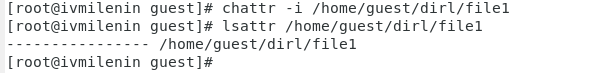 [root@ivmilenin guest]# chattr -i /home/guest/dirl/file1
[root@ivmilenin guest]# lsattr /home/guest/dirl/file1
---------------- /home/guest/dirl/file1
[root@ivmilenin guest]#